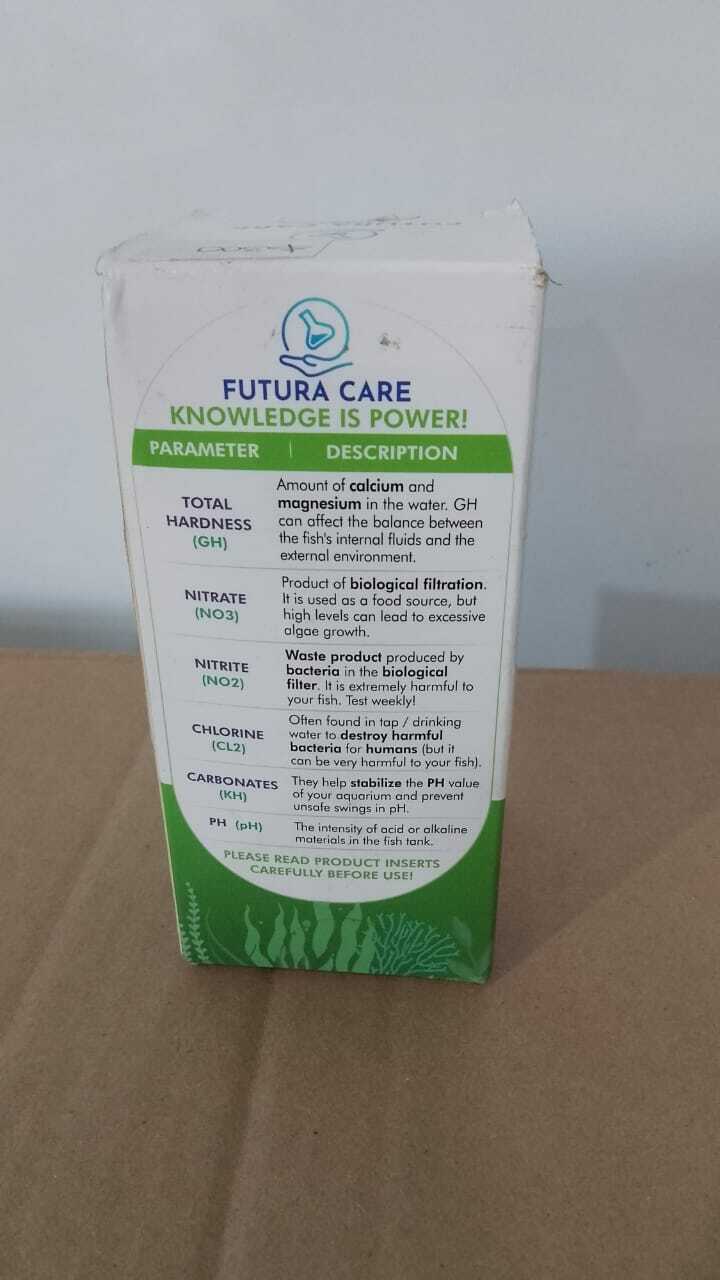 FUTURA CARE
KNOWLEDGE IS POWER!
PARAMETER | DESCRIPTION
TOTAL
HARDNESS
(GH)
Amount of calcium and
magnesium in the water. GH
can affect the balance between
the fish's internal fluids and the
external environment.
NITRATE
(NO3)
Product of biological filtration.
It is used as a food source, but
high levels can lead to excessive
algae growth.
NITRITE
(NO2)
Waste product produced by
bacteria in the biological
filter. It is extremely harmful to
your fish. Test weekly!
CHLORINE
(CL2)
Often found in tap / drinking
water to destroy harmful
bacteria for humans (but it
can be very harmful to your fish).
CARBONATES
(KH)
They help stabilize the PH value
of your aquarium and prevent
unsafe swings in pH.
PH (pH)
The intensity of acid or alkaline
materials in the fish tank.
PLEASE READ PRODUCT INSERTS
CAREFULLY BEFORE USE!